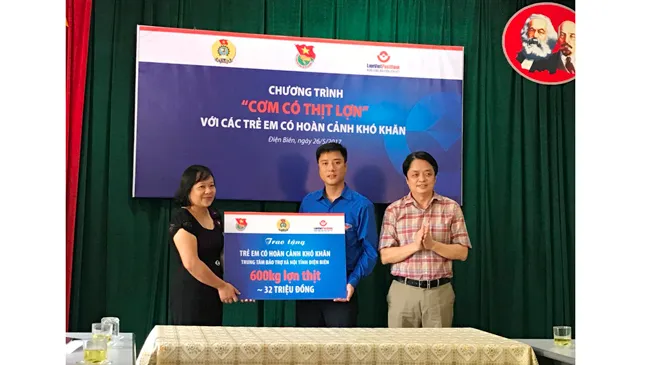 LienVietPostBank
CHƯƠNG TRÌNH
“CƠM CÓ THỊT LỢN”
VỚI CÁC TRẺ EM CÓ HOÀN CẢNH KHÓ KHĂN
Điện Biên, ngày 26/5/2017
Trao tặng
TRẺ EM CÓ HOÀN CẢNH KHÓ KHĂN
TRUNG TÂM BẢO TRỢ XÃ HỘI TỈNH ĐIỆN BIÊN
600kg lợn thịt
~ 32 TRIỆU ĐỒNG